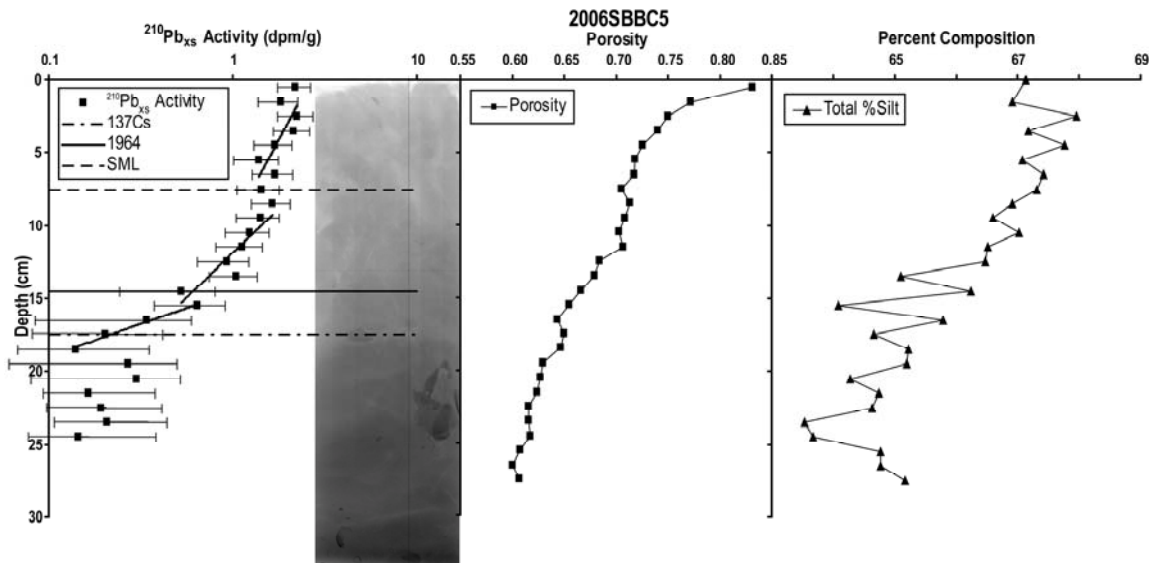 2006SBBC5
²¹⁰Pbxs Activity (dpm/g)
Porosity
Percent Composition
0.1 1 10 0.55 0.60 0.65 0.70 0.75 0.80 0.85 65 67 69
0
²¹⁰Pbxs Activity
137Cs
1964
SML
Porosity
Total %Silt
5
10
15
20
25
30
Depth (cm)